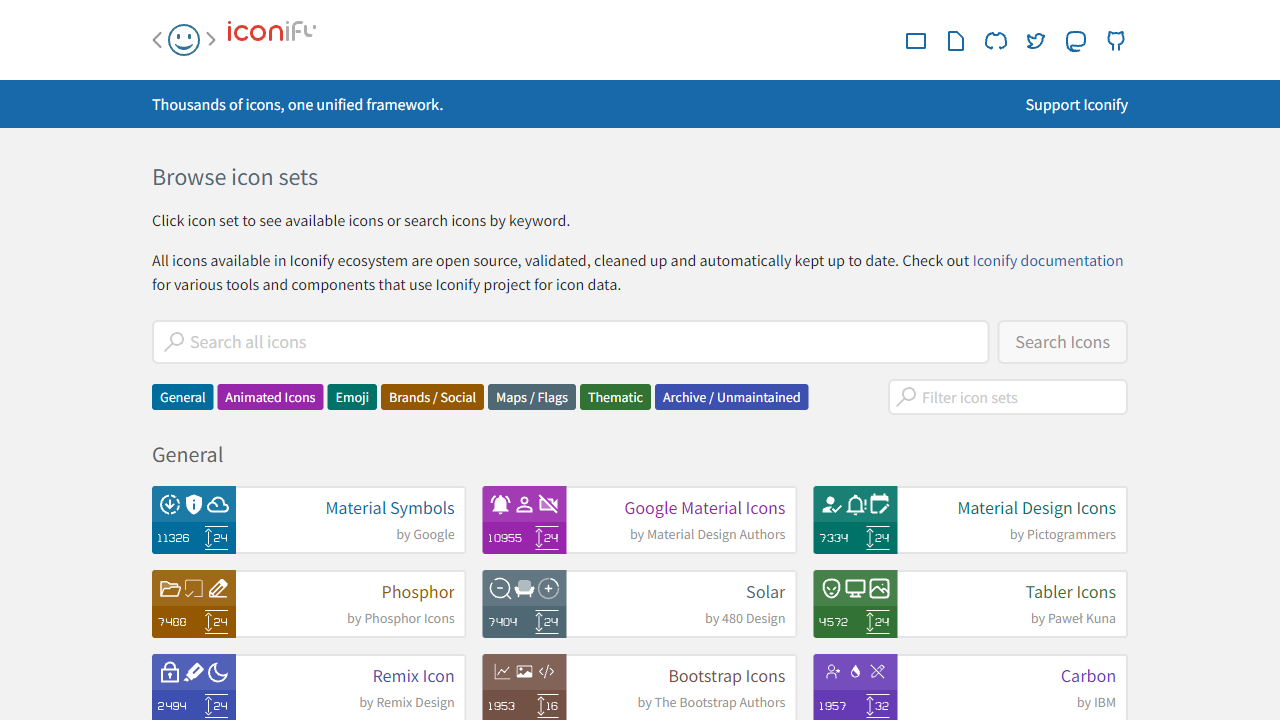 iconify
Thousands of icons, one unified framework.
Support Iconify
Browse icon sets
Click icon set to see available icons or search icons by keyword.
All icons available in Iconify ecosystem are open source, validated, cleaned up and automatically kept up to date. Check out Iconify documentation
for various tools and components that use Iconify project for icon data.
Search all icons
Search Icons
General
Animated Icons
Emoji
Brands / Social
Maps / Flags
Thematic
Archive / Unmaintained
Filter icon sets
General
11326
24
Material Symbols
by Google
10955
24
Google Material Icons
by Material Design Authors
7334
24
Material Design Icons
by Pictogrammers
7488
24
Phosphor
by Phosphor Icons
7404
24
Solar
by 480 Design
4572
24
Tabler Icons
by Paweł Kuna
2494
24
Remix Icon
by Remix Design
1953
16
Bootstrap Icons
by The Bootstrap Authors
1957
32
Carbon
by IBM